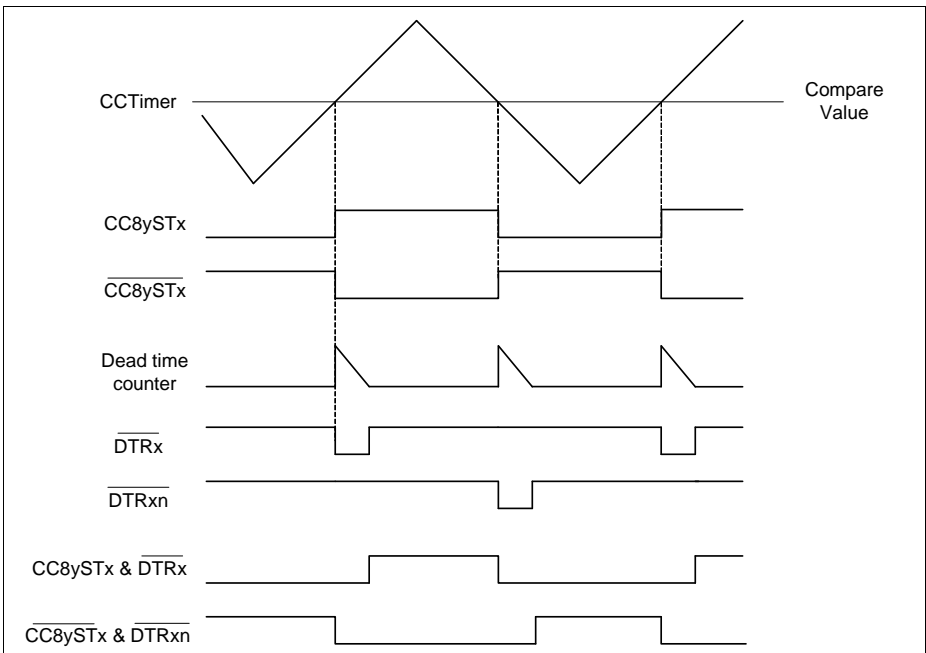 CCTimer
Compare
Value
CC8ySTx
CC8ySTx
Dead time
counter
DTRx
DTRxn
CC8ySTx & DTRx
CC8ySTx & DTRxn